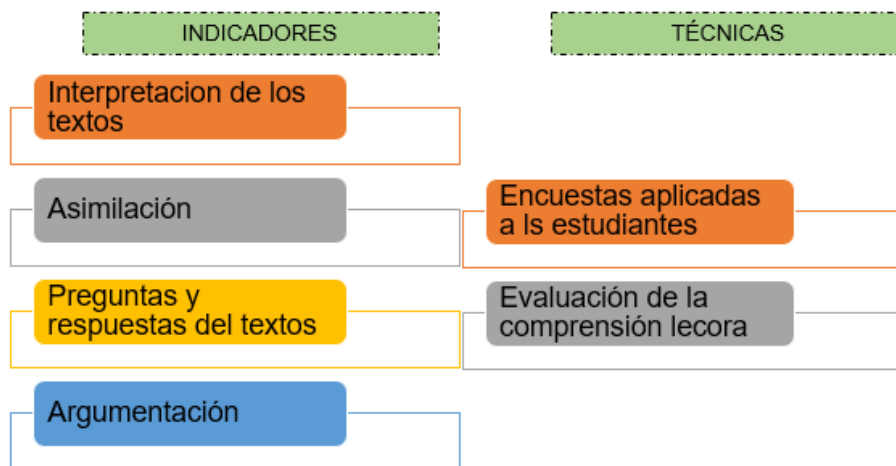 INDICADORES
TÉCNICAS
Interpretacion de los
textos
Asimilación
Preguntas y
respuestas del textos
Argumentación
Encuestas aplicadas
a ls estudiantes
Evaluación de la
comprensión lecora